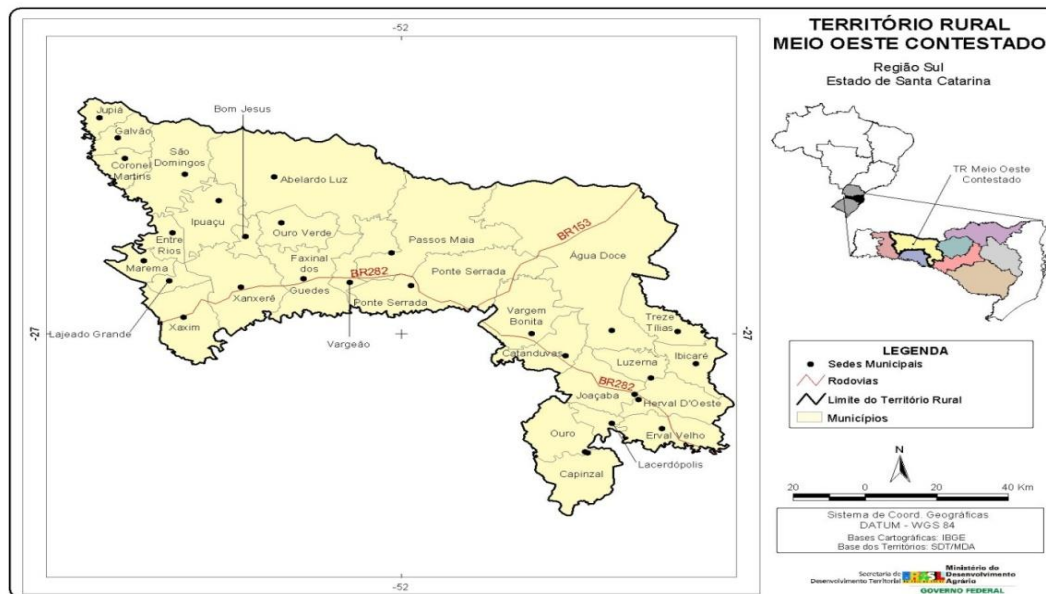 TERRITÓRIO RURAL
MEIO OESTE CONTESTADO
Região Sul
Estado de Santa Catarina
TR Meio Oeste
Contestado
-52
-27
-27
-52
Jupiá
Galvão
Coronel
Martins
São
Domingos
Bom Jesus
Abelardo Luz
Ipuaçu
Ouro Verde
Entre
Rios
Marema
Passos Maia
BR153
Água Doce
Faxinal
dos
Guedes
BR282
Ponte Serrada
Xanxerê
Ponte Serrada
Lajeado Grande
Xaxim
Vargeão
Vargem
Bonita
Treze
Tílias
Catanduvas
Luzerna
Ibicaré
BR282
Joaçaba
Herval D'Oeste
Ouro
Erval Velho
Lacerdópolis
Capinzal
LEGENDA
Sedes Municipais
Rodovias
Limite do Território Rural
Municípios
N
20 0 20 40 Km
Sistema de Coord. Geográficas
DATUM - WGS 84
Bases Cartográficas: IBGE
Base dos Territórios: SDT/MDA
Secretaria de
Desenvolvimento Territorial
BRASIL
Ministério do
Desenvolvimento
Agrário
GOVERNO FEDERAL